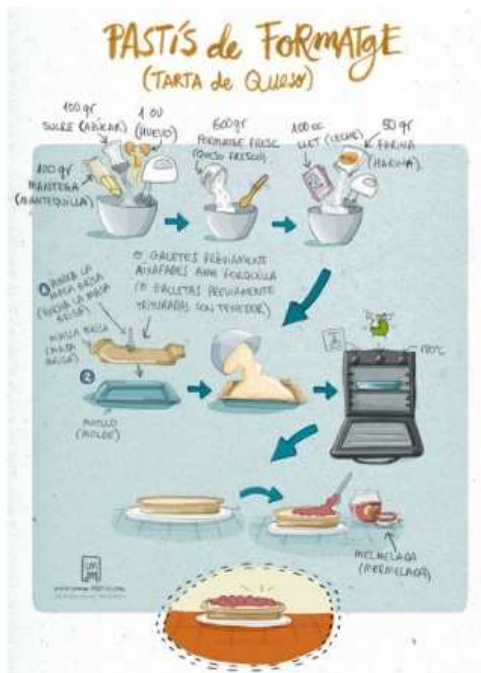 PASTÍS de FORMATGE
(TARTA de QUESO)
100 gr
SUCRE (AZÚCAR)
1 OU
(HUEVO)
100 gr
MANTEGA
(MANTEQUILLA)
600 gr
FORMATGE FRESC
(QUESO FRESCO)
100 cc
LLET (LECHE)
50 gr
FARINA
(HARINA)
1 PUNXA LA
MASSA BRISA
(PINCHA LA MASA
BRISA)
O GALETES PRÈVIAMENT
AIXAFADES AMB FORQUILLA
(O GALLETAS PREVIAMENTE
TRITURADAS CON TENEDOR)
MASSA BRISA
(MASA
BRISA)
2
MOTLLO
(MOLDE)
MELMELADA
(MERMELADA)